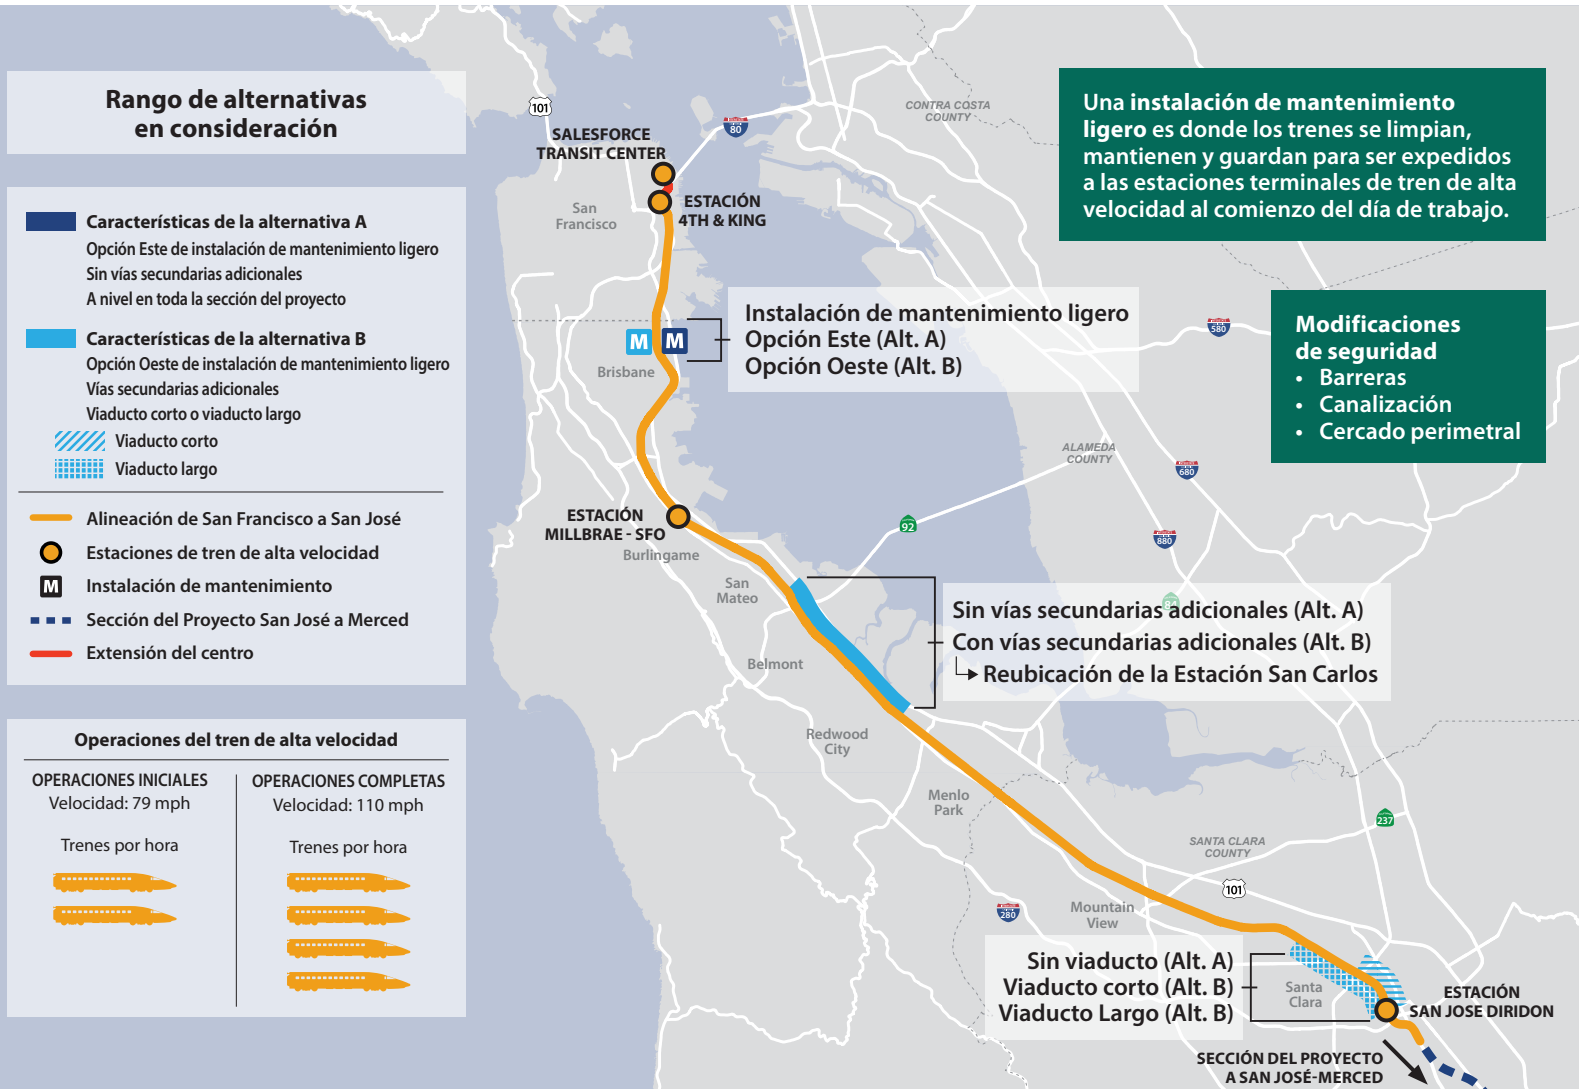 Rango de alternativas
en consideración
Características de la alternativa A
Opción Este de instalación de mantenimiento ligero
Sin vías secundarias adicionales
A nivel en toda la sección del proyecto
Características de la alternativa B
Opción Oeste de instalación de mantenimiento ligero
Vías secundarias adicionales
Viaducto corto o viaducto largo
Viaducto corto
Viaducto largo
Alineación de San Francisco a San José
Estaciones de tren de alta velocidad
M Instalación de mantenimiento
Sección del Proyecto San José a Merced
Extensión del centro
Operaciones del tren de alta velocidad
OPERACIONES INICIALES
Velocidad: 79 mph
Trenes por hora
OPERACIONES COMPLETAS
Velocidad: 110 mph
Trenes por hora
101
80
SALESFORCE
TRANSIT CENTER
ESTACIÓN
4TH & KING
San
Francisco
CONTRA COSTA
COUNTY
Una instalación de mantenimiento
ligero es donde los trenes se limpian,
mantienen y guardan para ser expedidos
a las estaciones terminales de tren de alta
velocidad al comienzo del día de trabajo.
Modificaciones
de seguridad
• Barreras
• Canalización
• Cercado perimetral
M M
Instalación de mantenimiento ligero
Opción Este (Alt. A)
Opción Oeste (Alt. B)
Brisbane
580
ALAMEDA
COUNTY
680
880
92
84
ESTACIÓN
MILLBRAE - SFO
Burlingame
San
Mateo
Sin vías secundarias adicionales (Alt. A)
Con vías secundarias adicionales (Alt. B)
Reubicación de la Estación San Carlos
Belmont
Redwood
City
Menlo
Park
237
SANTA CLARA
COUNTY
101
280
Mountain
View
Sin viaducto (Alt. A)
Viaducto corto (Alt. B)
Viaducto Largo (Alt. B)
Santa
Clara
ESTACIÓN
SAN JOSE DIRIDON
SECCIÓN DEL PROYECTO
A SAN JOSÉ-MERCED